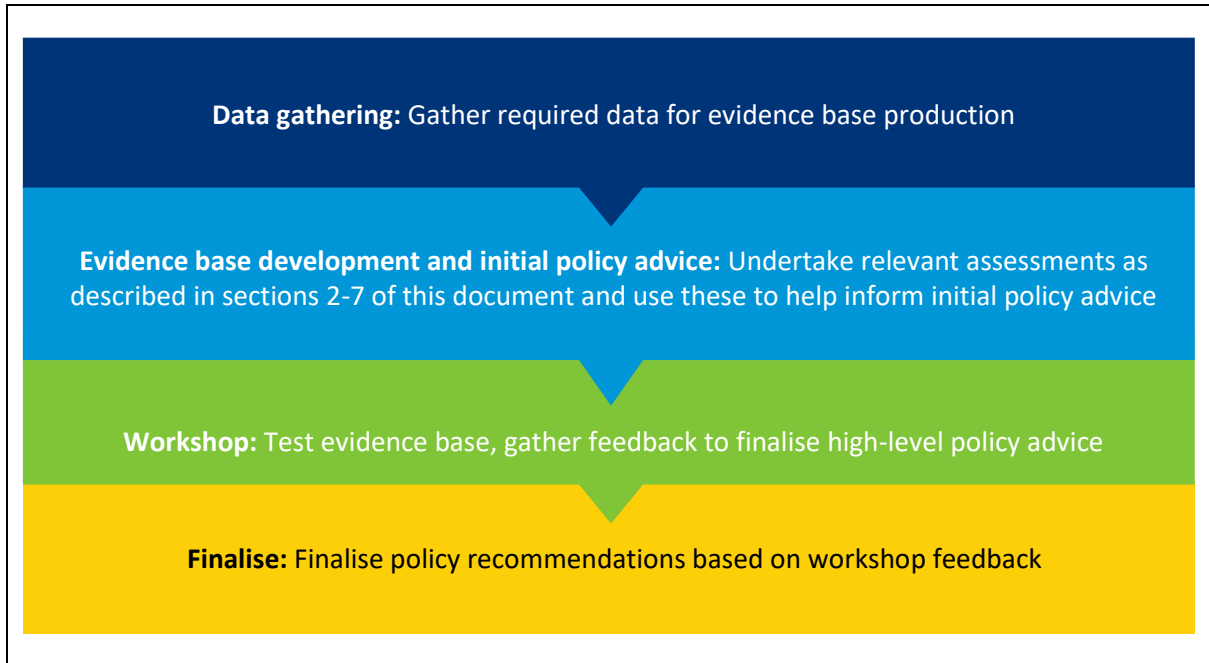 Data gathering: Gather required data for evidence base production
Evidence base development and initial policy advice: Undertake relevant assessments as
described in sections 2-7 of this document and use these to help inform initial policy advice
Workshop: Test evidence base, gather feedback to finalise high-level policy advice
Finalise: Finalise policy recommendations based on workshop feedback